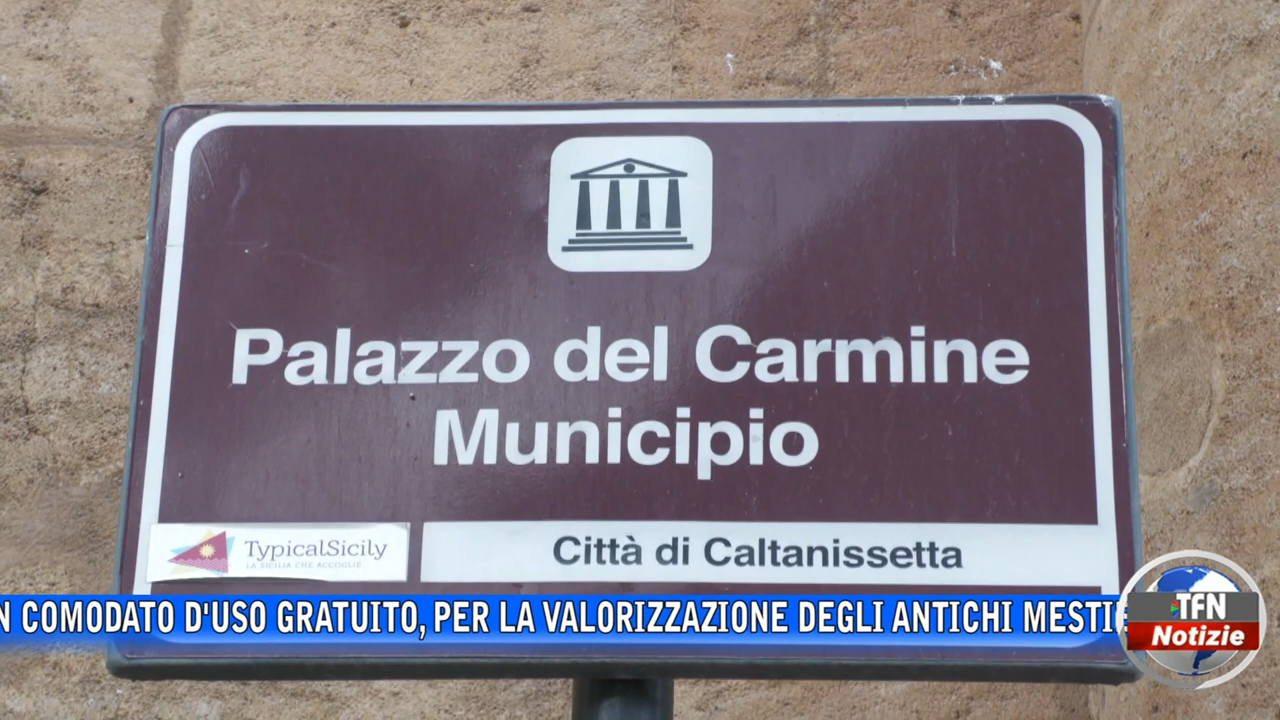 Palazzo del Carmine
Municipio
TypicalSicily
LA SICILIA CHE ACCOGLIE
Città di Caltanissetta
N COMODATO D'USO GRATUITO, PER LA VALORIZZAZIONE DEGLI ANTICHI MESTIE
TFN
Notizie